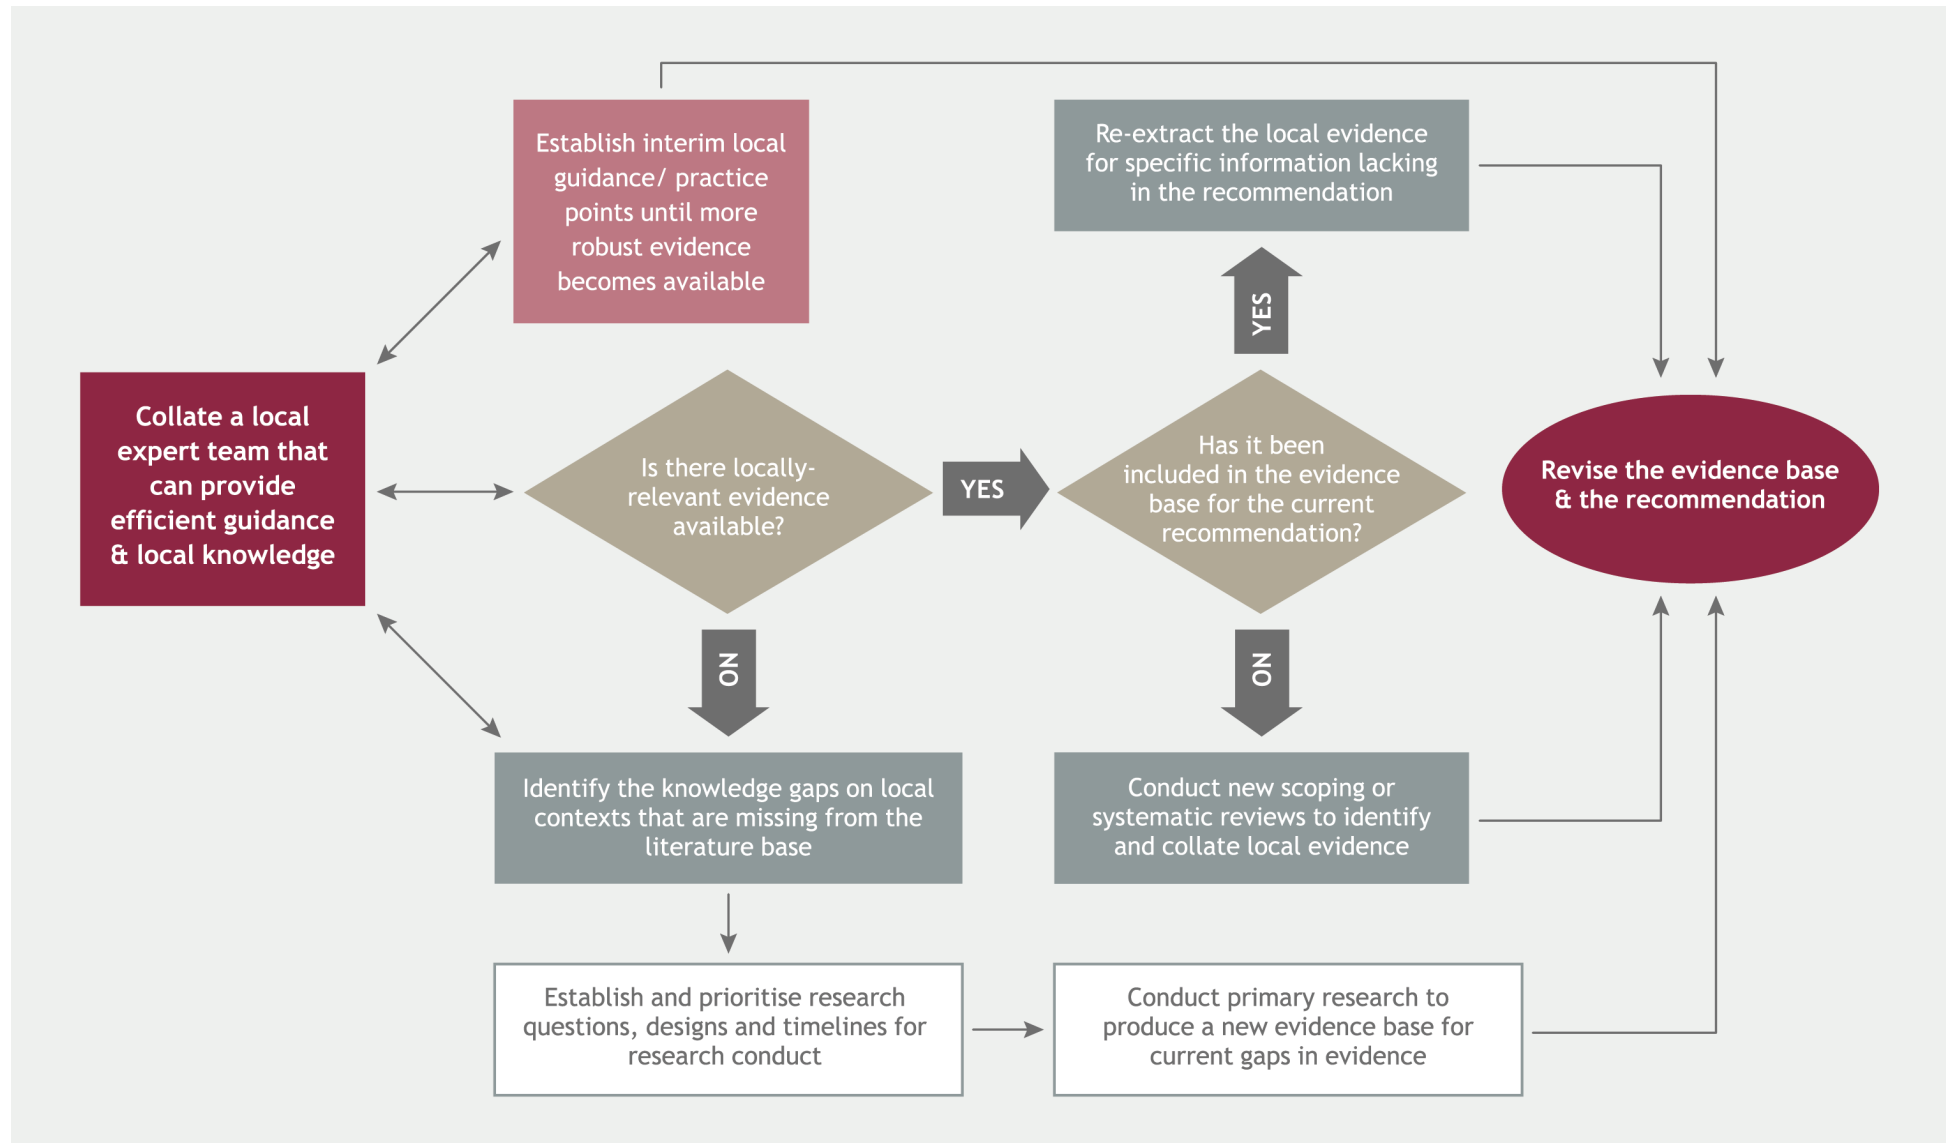 Establish interim local
guidance/ practice
points until more
robust evidence
becomes available
Re-extract the local evidence
for specific information lacking
in the recommendation
YES
Collate a local
expert team that
can provide
efficient guidance
& local knowledge
Is there locally-
relevant evidence
available?
YES
Has it been
included in the evidence
base for the current
recommendation?
Revise the evidence base
& the recommendation
NO
NO
Identify the knowledge gaps on local
contexts that are missing from the
literature base
Conduct new scoping or
systematic reviews to identify
and collate local evidence
Establish and prioritise research
questions, designs and timelines for
research conduct
Conduct primary research to
produce a new evidence base for
current gaps in evidence